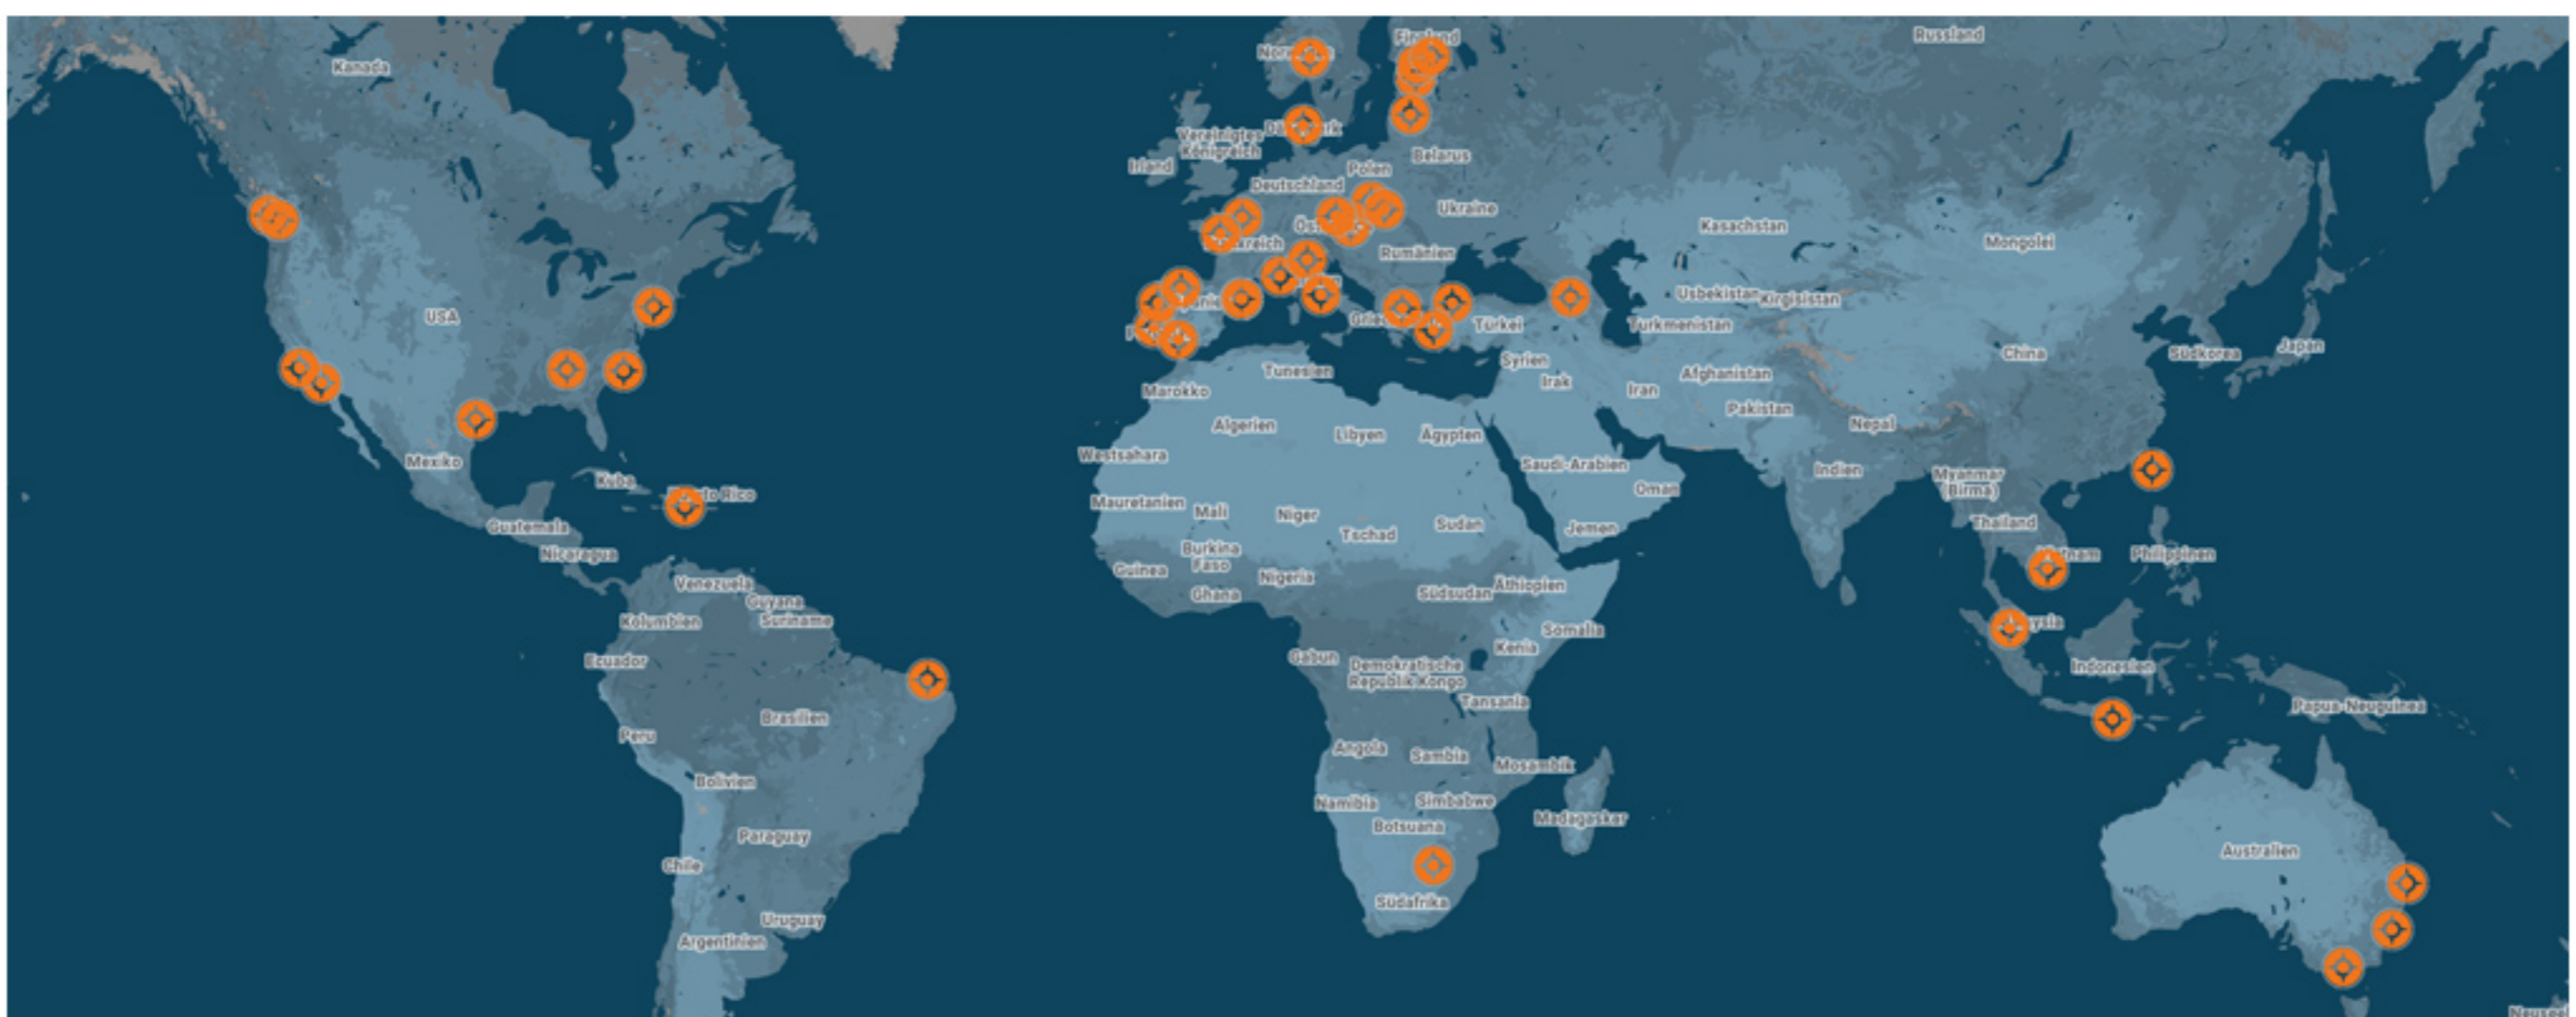 Russland
Kanada
Belarus
Vereinigtes
Königreich
Irland
Polen
Deutschland
Ukraine
Kasachstan
Mongolei
Rumänien
Usbekistan
Kirgisistan
USA
Türkei
Turkmenistan
Japan
China
Südkorea
Syrien
Tunesien
Afghanistan
Irak
Iran
Marokko
Pakistan
Nepal
Algerien
Libyen
Ägypten
Westsahara
Mexiko
Saudi-Arabien
Indien
Myanmar
(Birma)
Kuba
Oman
Mauretanien
Mali
Niger
Sudan
Thailand
Guatemala
Jemen
Tschad
Nicaragua
Burkina
Faso
Philippinen
Guinea
Nigeria
Venezuela
Äthiopien
Südsudan
Ghana
Guyana
Suriname
Kolumbien
Somalia
Kenia
Gabun
Ecuador
Demokratische
Republik Kongo
Indonesien
Tansania
Papua-Neuguinea
Brasilien
Peru
Angola
Sambia
Mosambik
Bolivien
Namibia
Simbabwe
Madagaskar
Botsuana
Paraguay
Australien
Chile
Südafrika
Uruguay
Argentinien